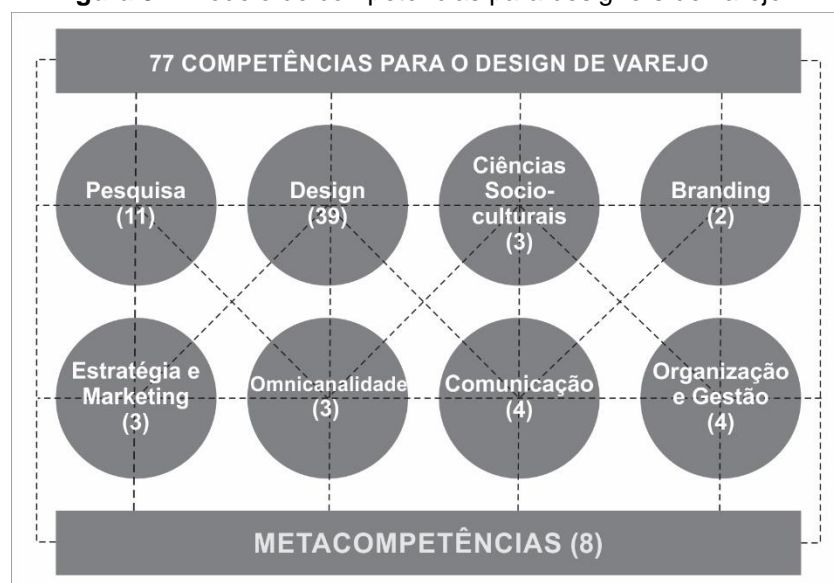 77 COMPETÊNCIAS PARA O DESIGN DE VAREJO
Pesquisa
(11)
Design
(39)
Ciências
Socio-
culturais
(3)
Branding
(2)
Estratégia e
Marketing
(3)
Omnicanalidade
(3)
Comunicação
(4)
Organização
e Gestão
(4)
METACOMPETÊNCIAS (8)